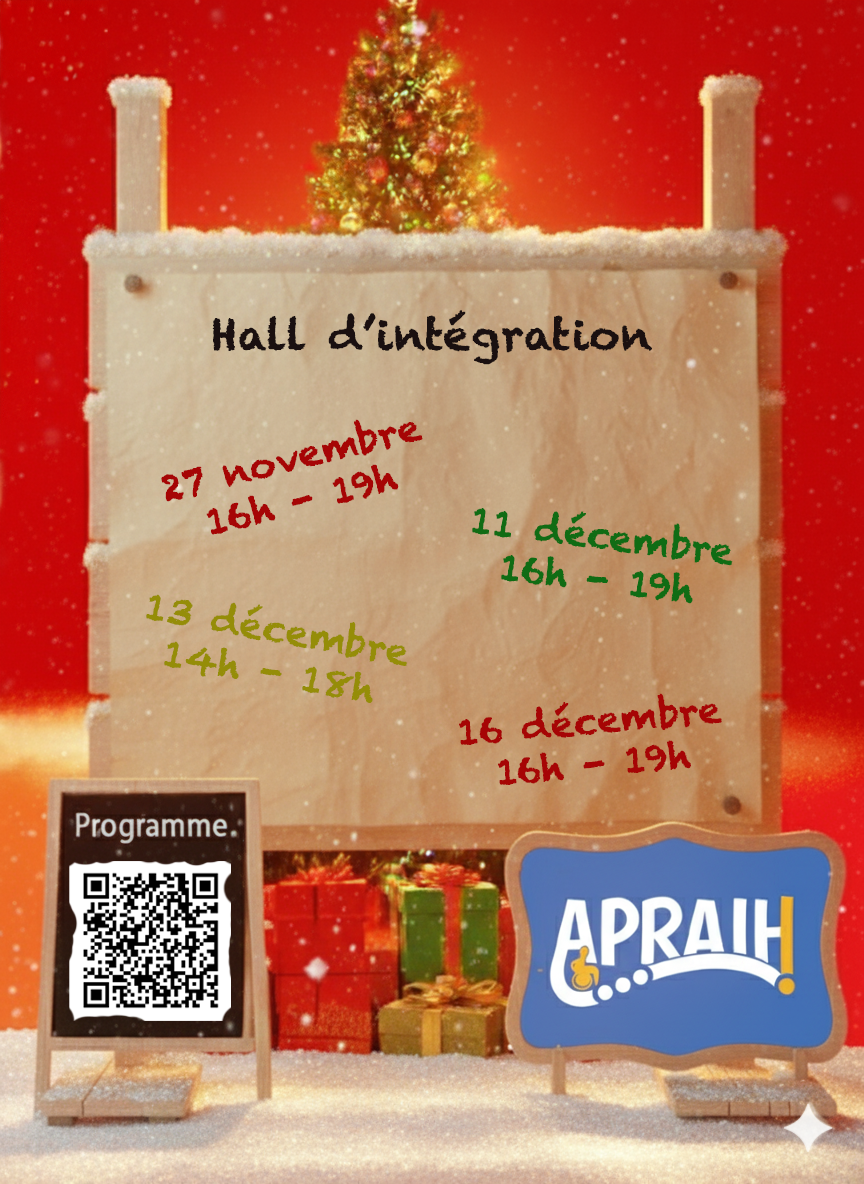 Hall d'intégration
27 novembre
16h - 19h
11 décembre
16h - 19h
13 décembre
14h - 18h
16 décembre
16h - 19h
Programme.
APRAIH!